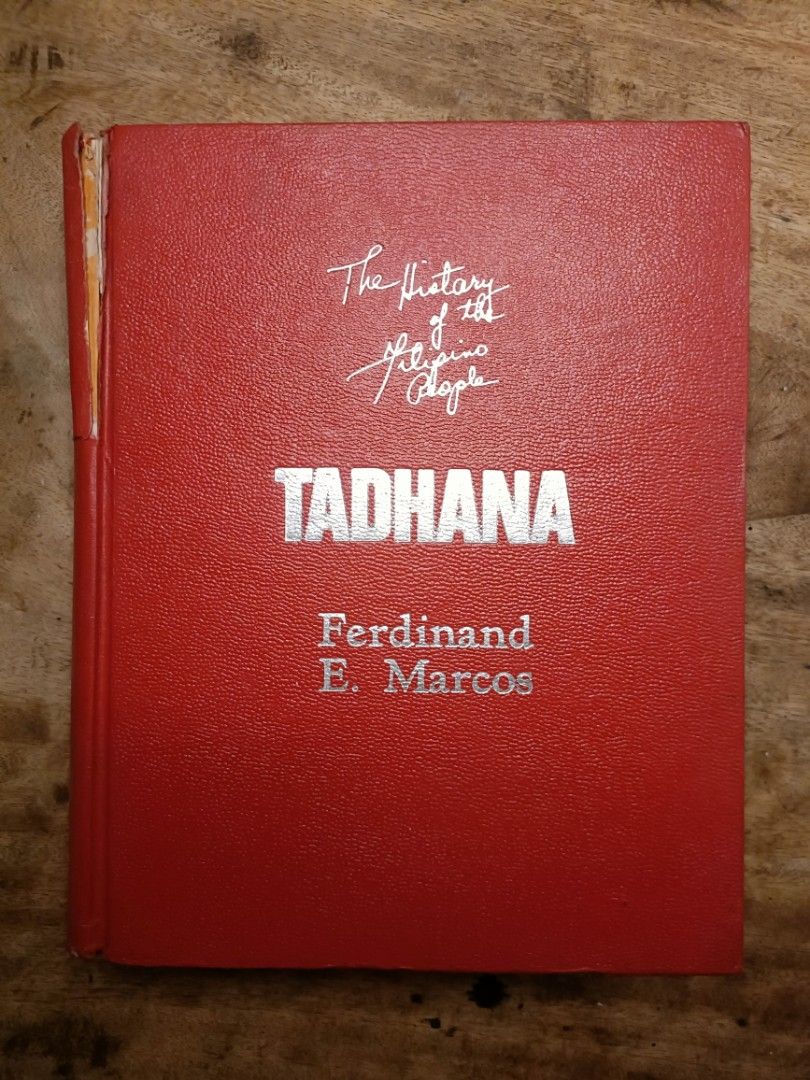 The History
of the
Filipino
People
TADHANA
Ferdinand
E. Marcos